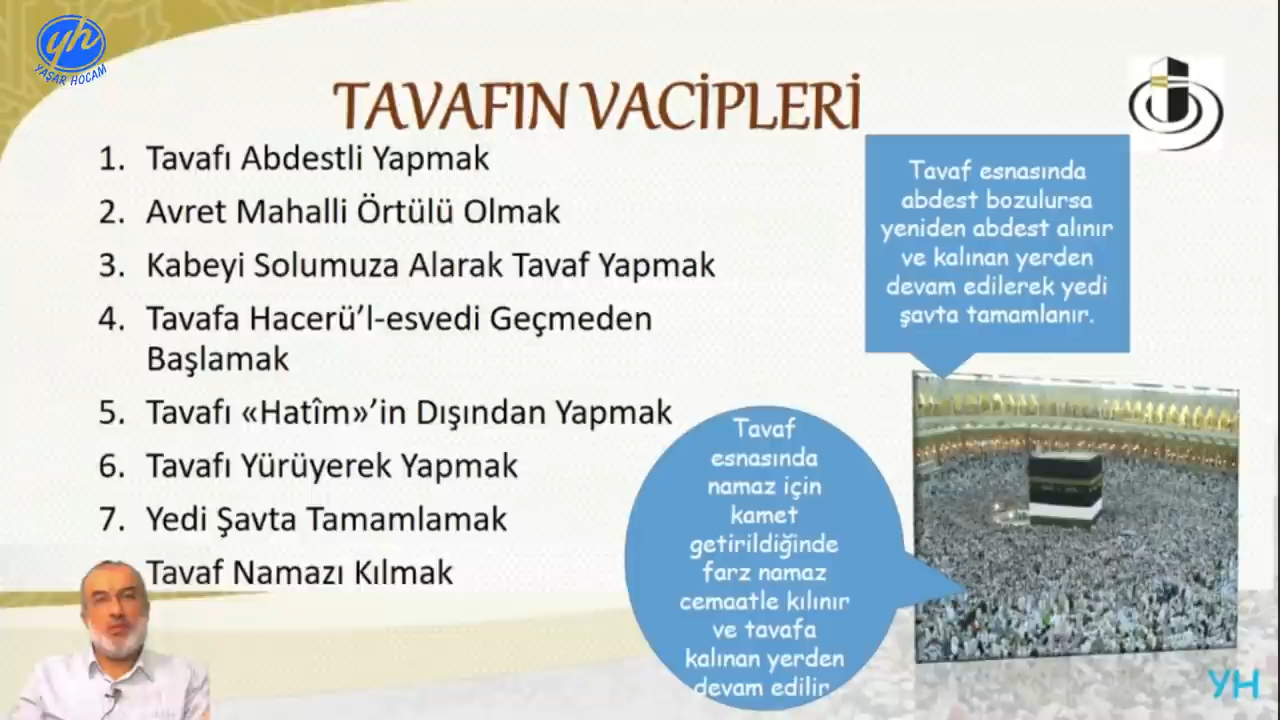 yh
YAŞAR HOCAM
TAVAFIN VACİPLERİ
1. Tavafı Abdestli Yapmak
2. Avret Mahalli Örtülü Olmak
3. Kabeyi Solumuza Alarak Tavaf Yapmak
4. Tavafa Hacerü’l-esvedi Geçmeden
Başlamak
5. Tavafı «Hatîm»’in Dışından Yapmak
6. Tavafı Yürüyerek Yapmak
7. Yedi Şavta Tamamlamak
Tavaf Namazı Kılmak
Tavaf esnasında
abdest bozulursa
yeniden abdest alınır
ve kalınan yerden
devam edilerek yedi
şavta tamamlanır.
Tavaf
esnasında
namaz için
kamet
getirildiğinde
farz namaz
cemaatle kılınır
ve tavafa
kalınan yerden
devam edilir.
YH